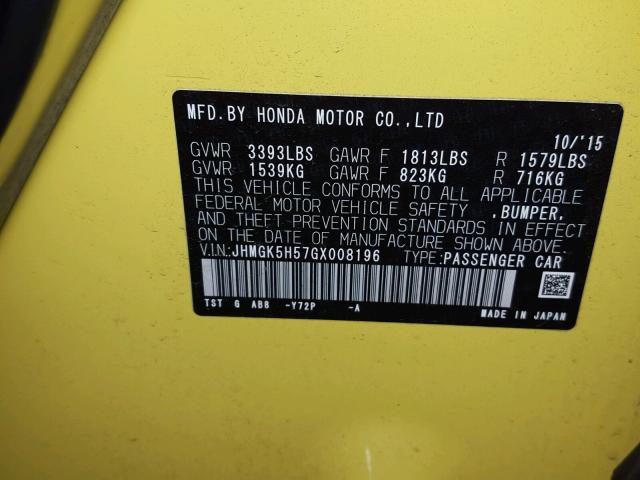 MFD.BY HONDA MOTOR CO.,LTD
10/'15
GVWR 3393LBS GAWR F 1813LBS R 1579LBS
GVWR 1539KG GAWR F 823KG R 716KG
THIS VEHICLE CONFORMS TO ALL APPLICABLE
FEDERAL MOTOR VEHICLE SAFETY ,BUMPER,
AND THEFT PREVENTION STANDARDS IN EFFECT
ON THE DATE OF MANUFACTURE SHOWN ABOVE.
V.I.N.:JHMGK5H57GX008196 TYPE:PASSENGER CAR
TST G AB8 -Y72P -A
MADE IN JAPAN